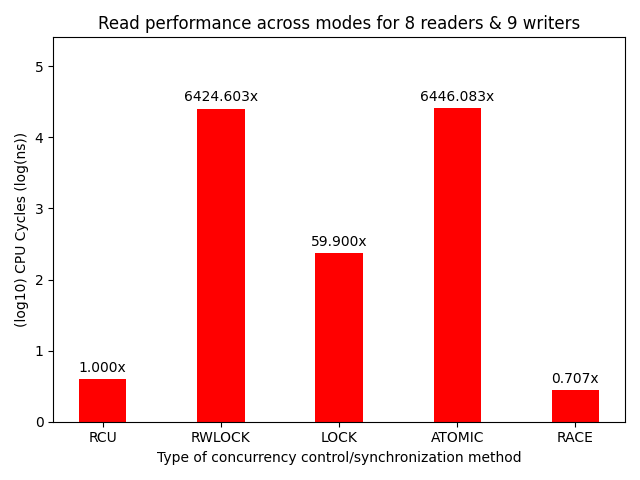 Read performance across modes for 8 readers & 9 writers
(log10) CPU Cycles (log(ns))
5
4
3
2
1
0
1.000x
6424.603x
59.900x
6446.083x
0.707x
RCU
RWLOCK
LOCK
ATOMIC
RACE
Type of concurrency control/synchronization method